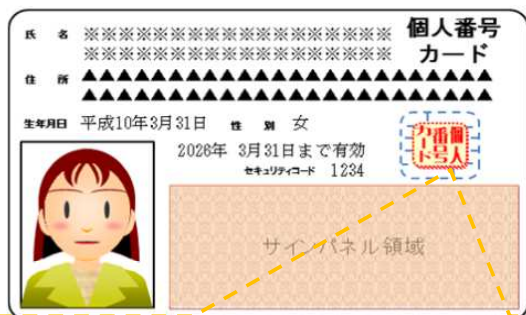 氏 名 ※※※※※※※※※※※※※※※※※※ 個人番号
※※※※※※※※※※※※※※※※※※ カード
住 所 ▲▲▲▲▲▲▲▲▲▲▲▲▲▲▲▲▲▲▲▲▲▲▲▲
▲▲▲▲▲▲▲▲▲▲▲▲▲▲▲▲▲▲▲▲▲▲▲▲
生年月日 平成10年3月31日 性 別 女
2026年 3月31日まで有効
セキュリティコード 1234
個人
番号
カード
サインパネル領域